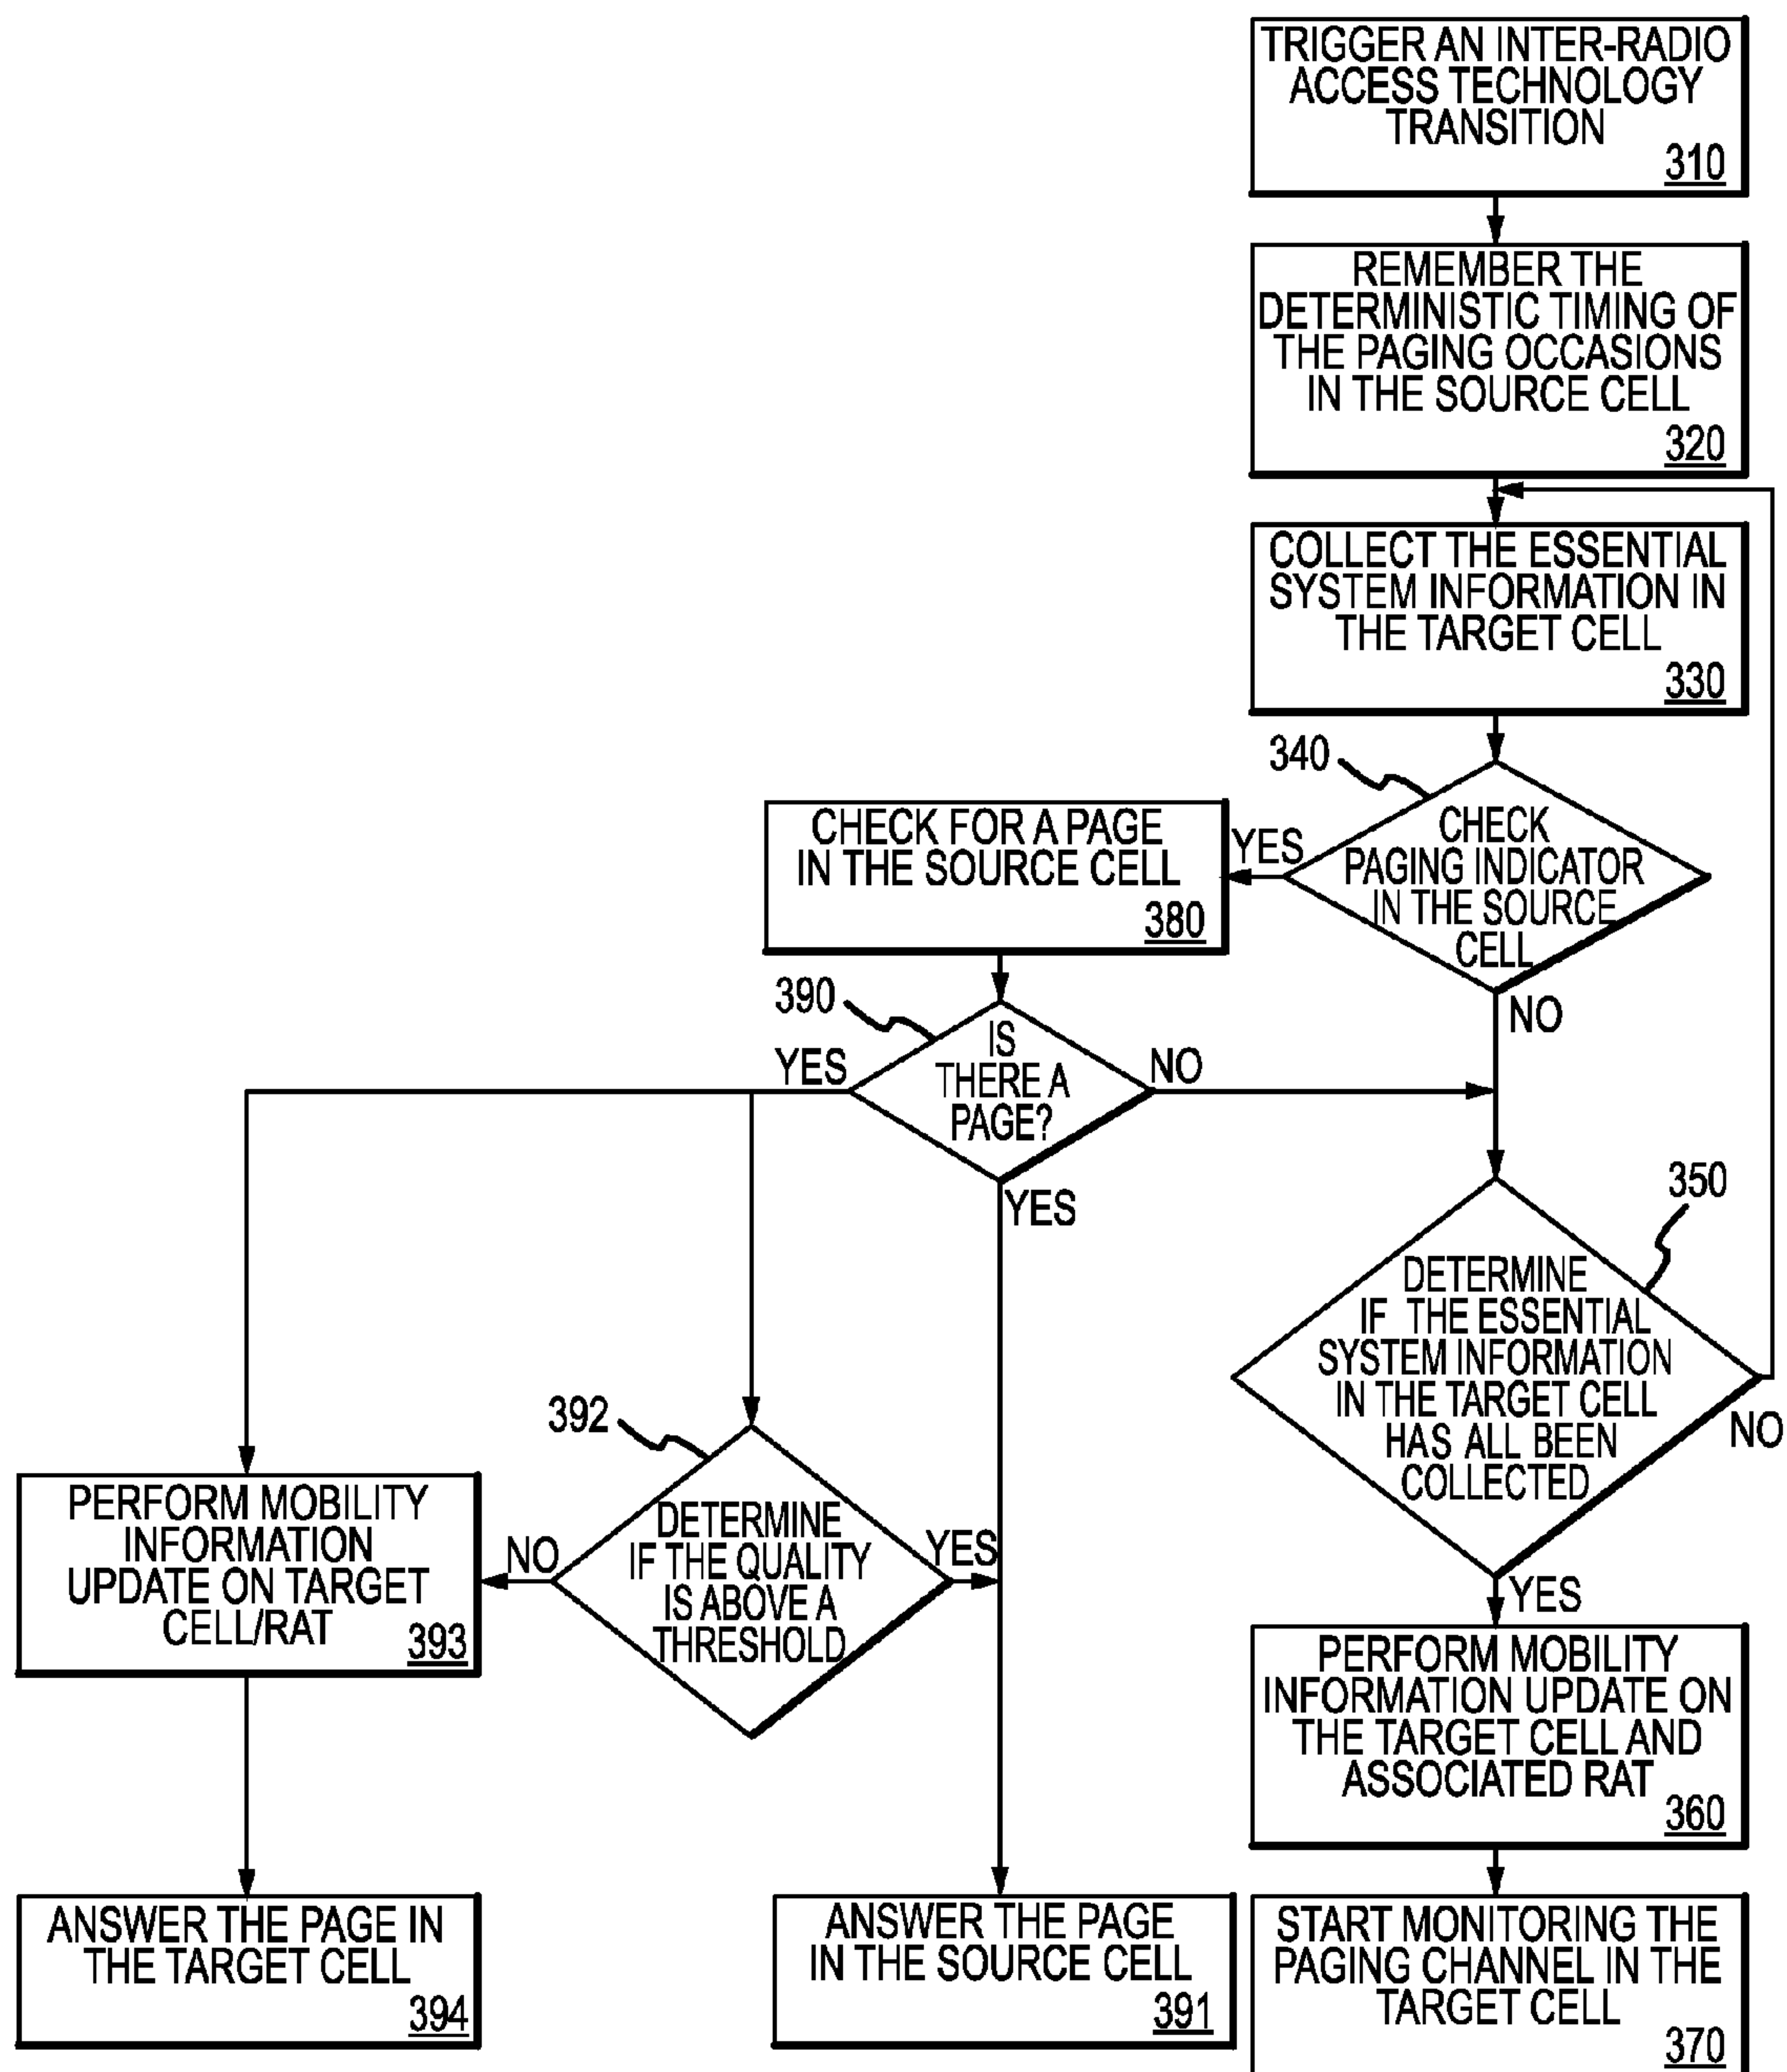 TRIGGER AN INTER-RADIO
ACCESS TECHNOLOGY
TRANSITION
310
REMEMBER THE
DETERMINISTIC TIMING OF
THE PAGING OCCASIONS
IN THE SOURCE CELL
320
COLLECT THE ESSENTIAL
SYSTEM INFORMATION IN
THE TARGET CELL
330
340
CHECK
PAGING INDICATOR
IN THE SOURCE
CELL
YES
NO
CHECK FOR A PAGE
IN THE SOURCE CELL
380
390
IS
THERE A
PAGE?
YES
NO
YES
350
DETERMINE
IF THE ESSENTIAL
SYSTEM INFORMATION
IN THE TARGET CELL
HAS ALL BEEN
COLLECTED
NO
YES
392
DETERMINE
IF THE QUALITY
IS ABOVE A
THRESHOLD
NO
YES
PERFORM MOBILITY
INFORMATION
UPDATE ON TARGET
CELL/RAT
393
PERFORM MOBILITY
INFORMATION UPDATE ON
THE TARGET CELL AND
ASSOCIATED RAT
360
ANSWER THE PAGE IN
THE TARGET CELL
394
ANSWER THE PAGE
IN THE SOURCE CELL
391
START MONITORING THE
PAGING CHANNEL IN THE
TARGET CELL
370